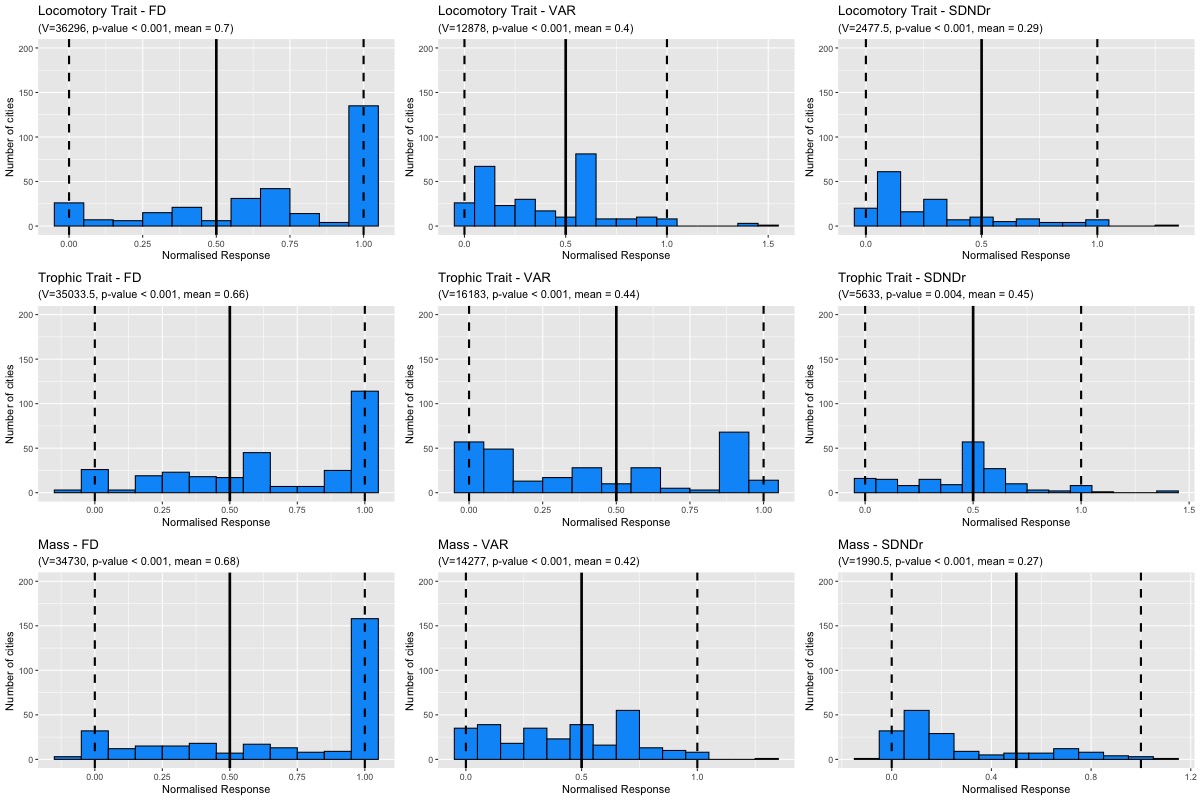 Locomotory Trait - FD
(V=36296, p-value < 0.001, mean = 0.7)
200
150
100
50
0
Number of cities
0.00 0.25 0.50 0.75 1.00
Normalised Response
Locomotory Trait - VAR
(V=12878, p-value < 0.001, mean = 0.4)
200
150
100
50
0
Number of cities
0.0 0.5 1.0 1.5
Normalised Response
Locomotory Trait - SDNDr
(V=2477.5, p-value < 0.001, mean = 0.29)
200
150
100
50
0
Number of cities
0.0 0.5 1.0
Normalised Response
Trophic Trait - FD
(V=35033.5, p-value < 0.001, mean = 0.66)
200
150
100
50
0
Number of cities
0.00 0.25 0.50 0.75 1.00
Normalised Response
Trophic Trait - VAR
(V=16183, p-value < 0.001, mean = 0.44)
200
150
100
50
0
Number of cities
0.00 0.25 0.50 0.75 1.00
Normalised Response
Trophic Trait - SDNDr
(V=5633, p-value = 0.004, mean = 0.45)
200
150
100
50
0
Number of cities
0.0 0.5 1.0 1.5
Normalised Response
Mass - FD
(V=34730, p-value < 0.001, mean = 0.68)
200
150
100
50
0
Number of cities
0.00 0.25 0.50 0.75 1.00
Normalised Response
Mass - VAR
(V=14277, p-value < 0.001, mean = 0.42)
200
150
100
50
0
Number of cities
0.0 0.5 1.0
Normalised Response
Mass - SDNDr
(V=1990.5, p-value < 0.001, mean = 0.27)
200
150
100
50
0
Number of cities
0.0 0.4 0.8 1.2
Normalised Response